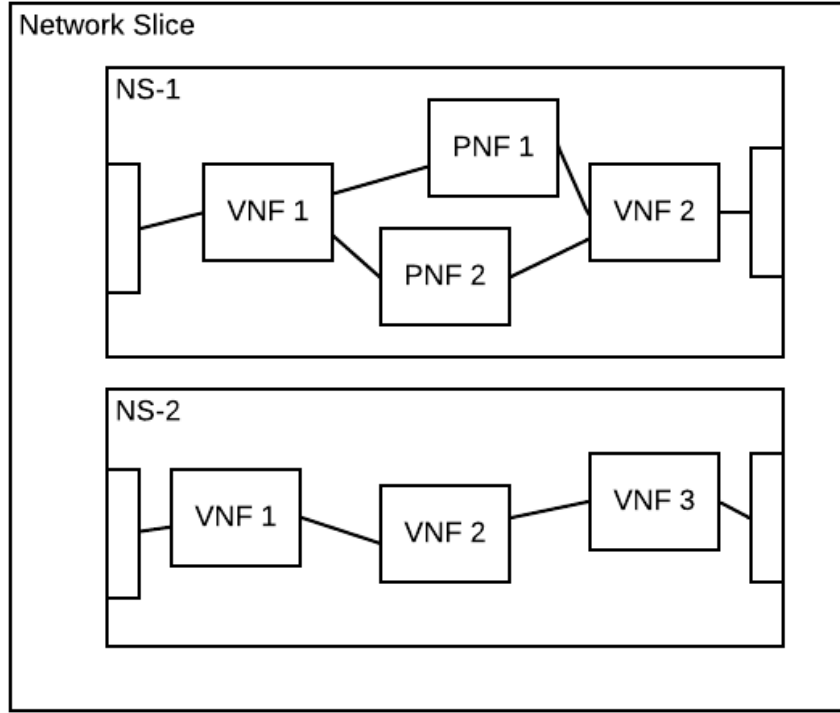 Network Slice
NS-1
PNF 1
VNF 1
VNF 2
PNF 2
NS-2
VNF 1
VNF 2
VNF 3